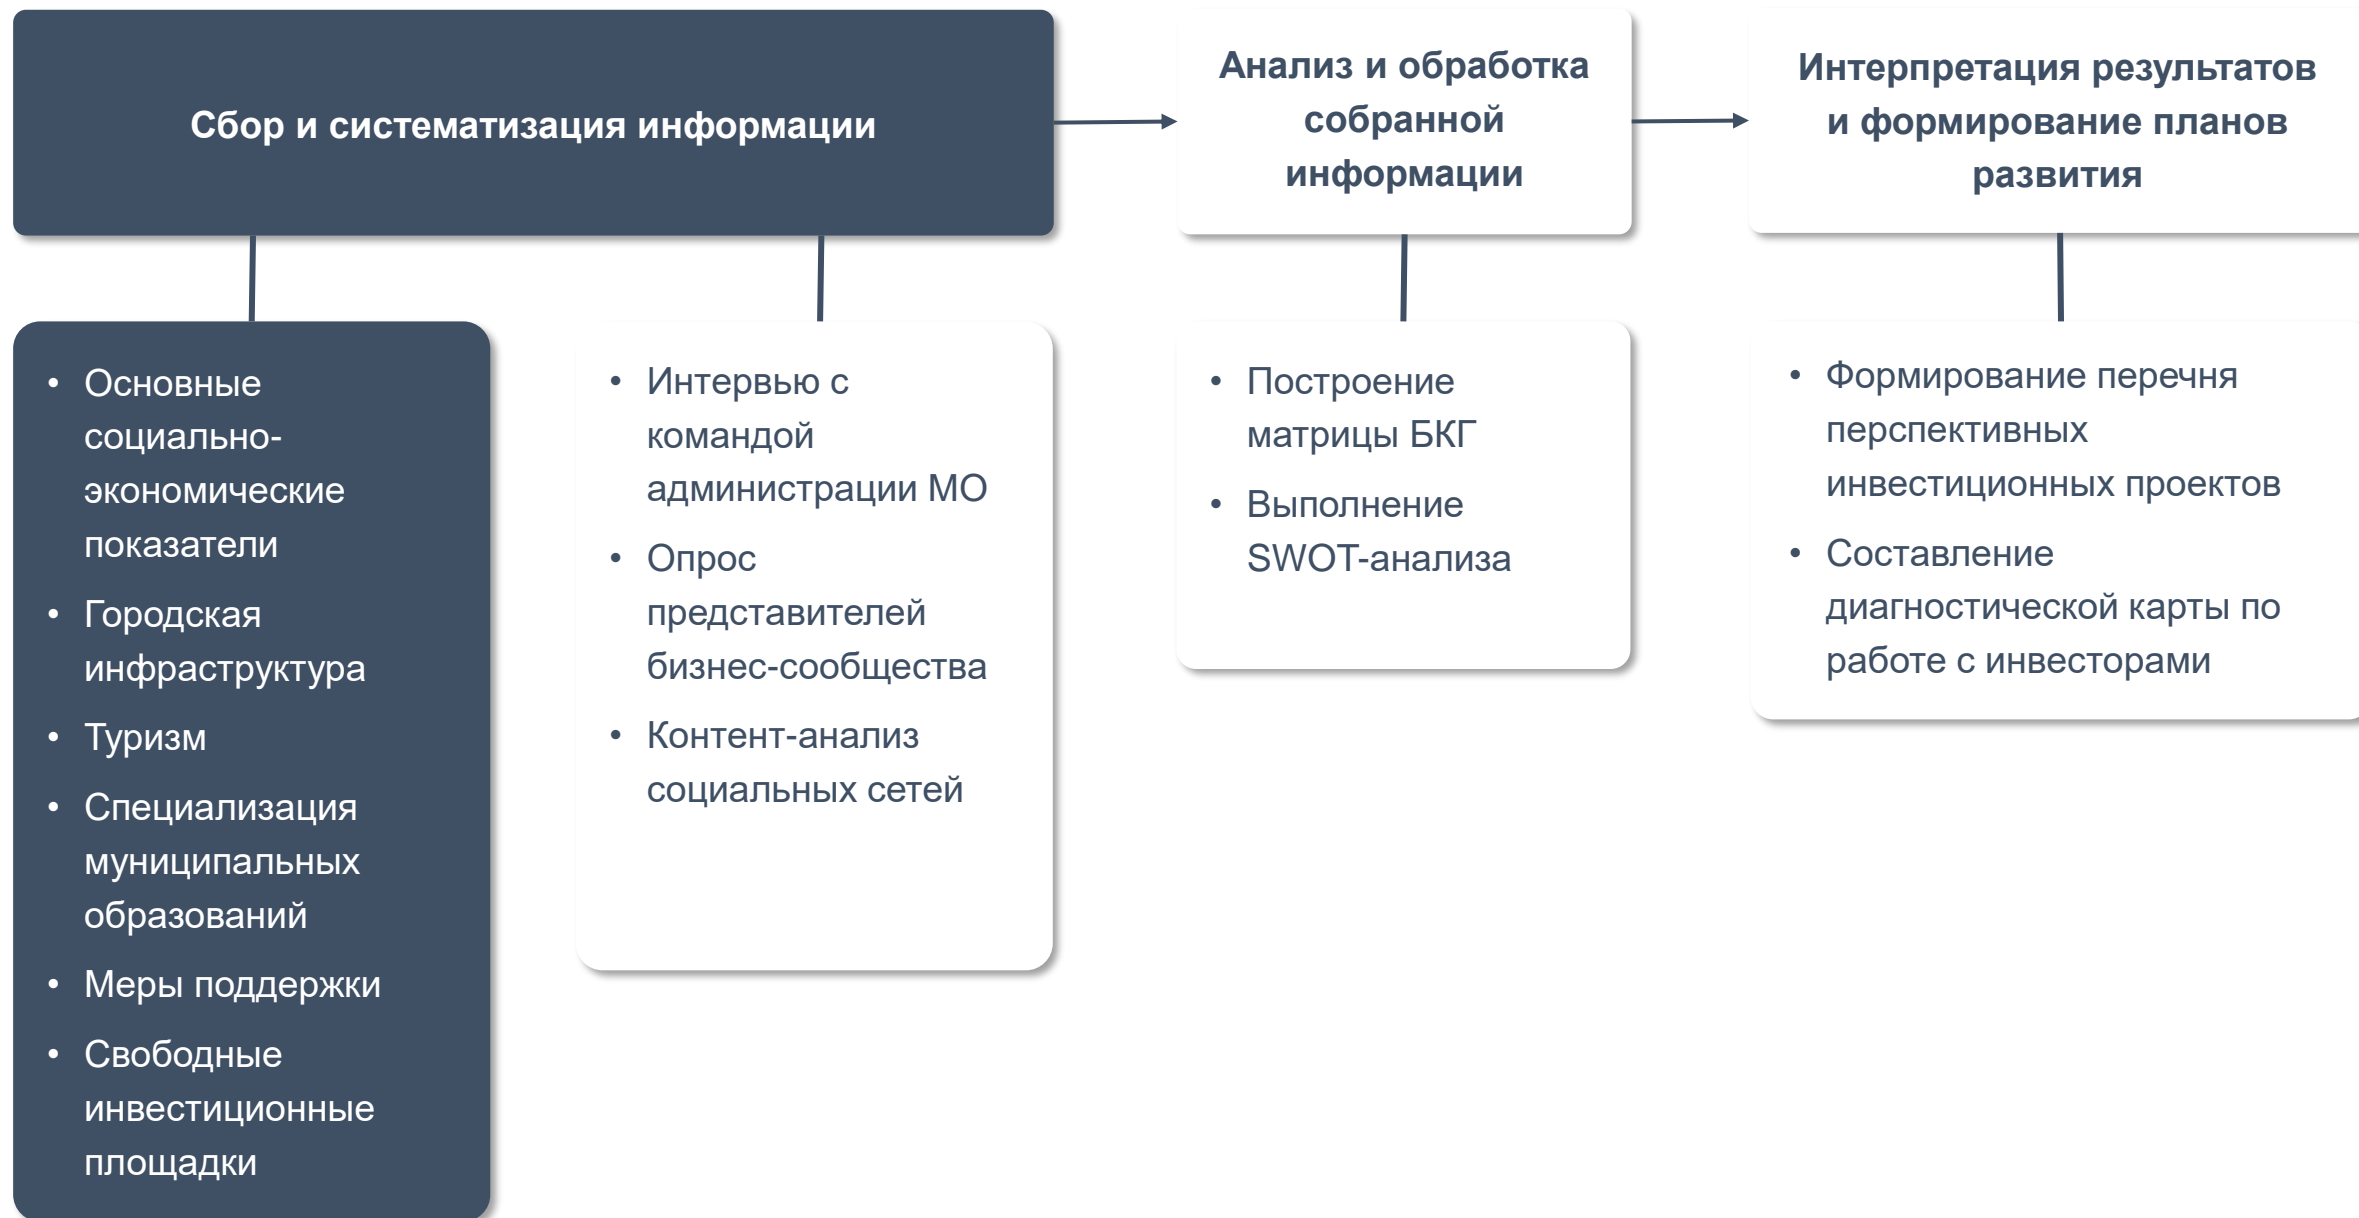 Сбор и систематизация информации
Анализ и обработка
собранной
информации
Интерпретация результатов
и формирование планов
развития
• Основные
социально-
экономические
показатели
• Городская
инфраструктура
• Туризм
• Специализация
муниципальных
образований
• Меры поддержки
• Свободные
инвестиционные
площадки
• Интервью с
командой
администрации МО
• Опрос
представителей
бизнес-сообщества
• Контент-анализ
социальных сетей
• Построение
матрицы БКГ
• Выполнение
SWOT-анализа
• Формирование перечня
перспективных
инвестиционных проектов
• Составление
диагностической карты по
работе с инвесторами